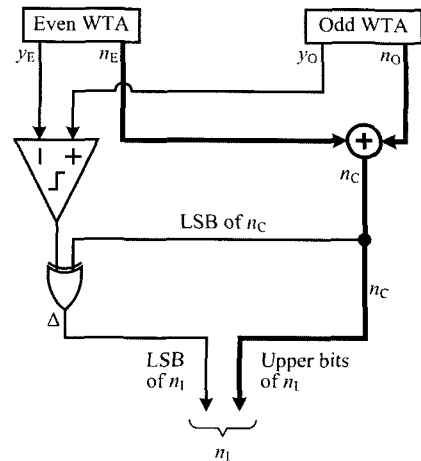 Even WTA
Odd WTA
y_E
n_E
y_O
n_O
− +
+
n_C
LSB of n_C
n_C
Δ
LSB
of n_I
Upper bits
of n_I
n_I